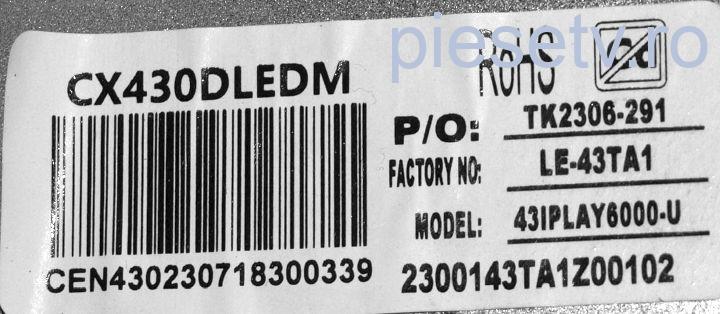 piesetv.ro
CX430DLEDM
CEN430230718300339
RoHS
P/O: TK2306-291
FACTORY NO: LE-43TA1
MODEL: 43IPLAY6000-U
2300143TA1Z00102